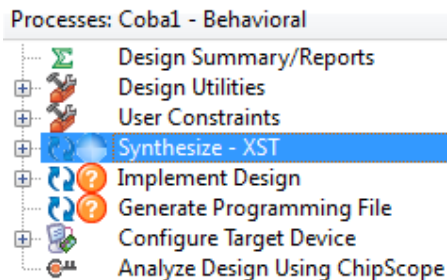 Processes: Coba1 - Behavioral
Design Summary/Reports
Design Utilities
User Constraints
Synthesize - XST
Implement Design
Generate Programming File
Configure Target Device
Analyze Design Using ChipScope